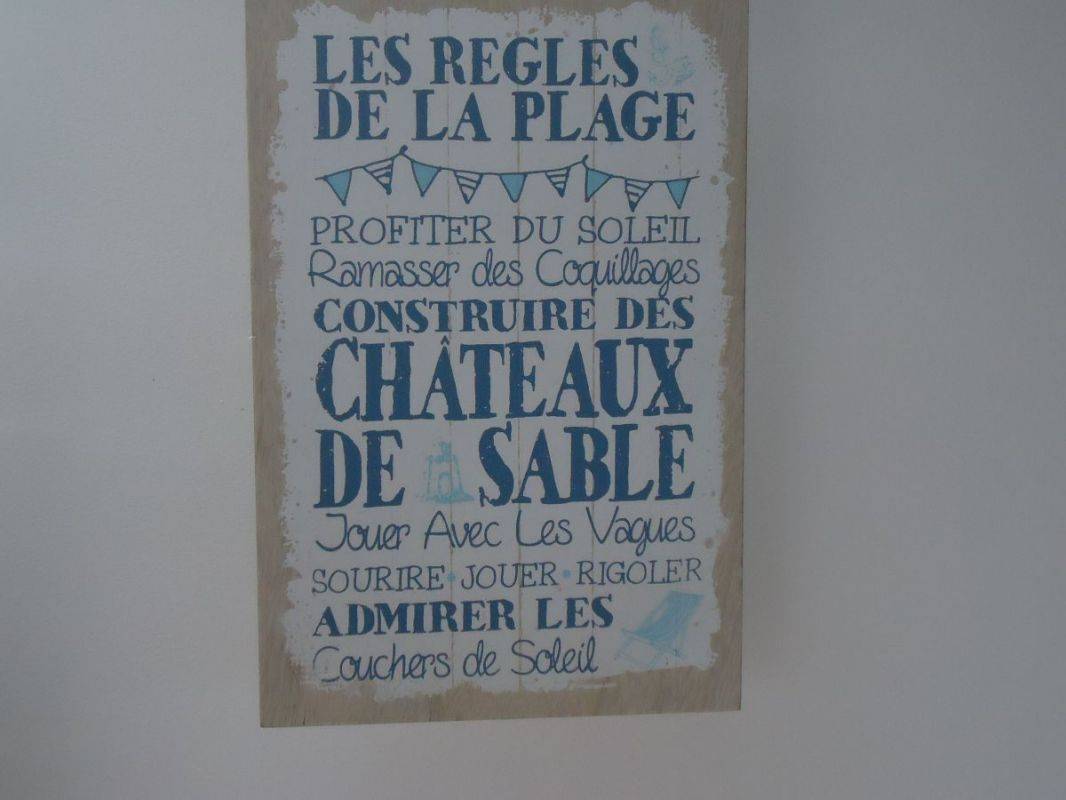 LES REGLES
DE LA PLAGE
PROFITER DU SOLEIL
Ramasser des Coquillages
CONSTRUIRE DES
CHÂTEAUX
DE SABLE
Jouer Avec Les Vagues
SOURIRE • JOUER • RIGOLER
ADMIRER LES
Couchers de Soleil